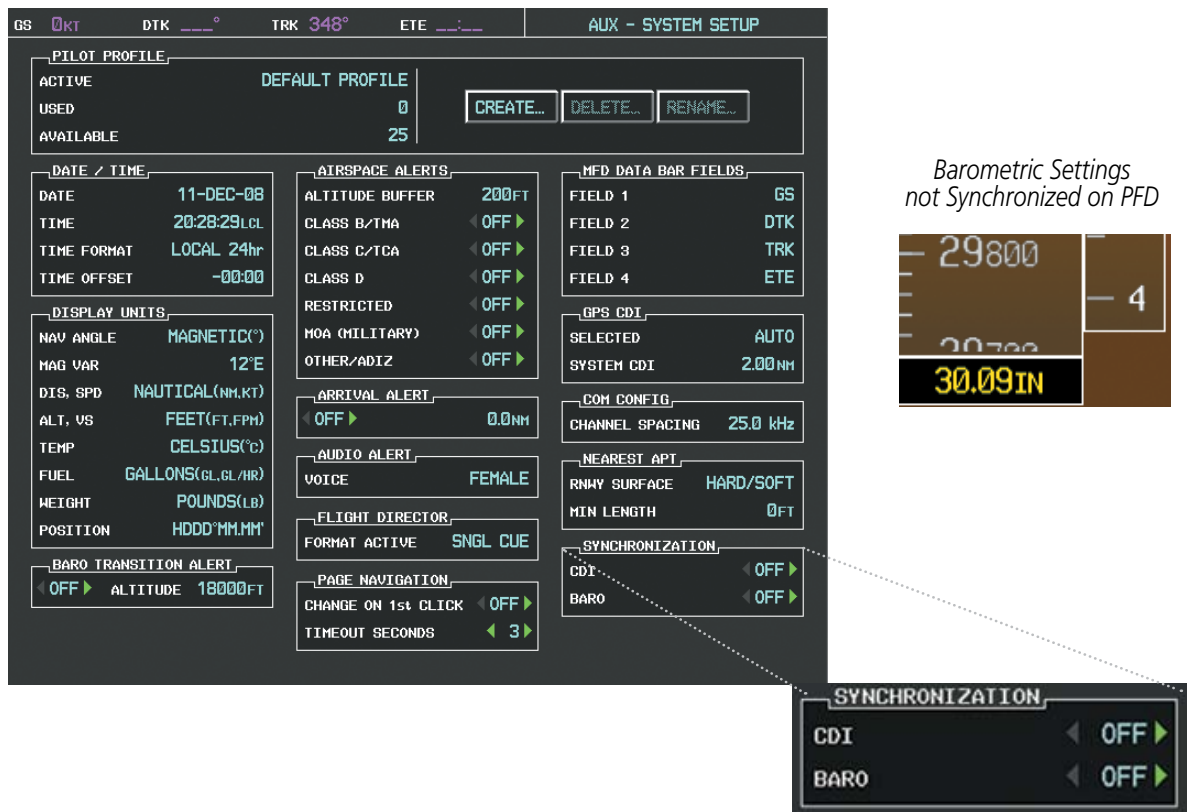 GS 0KT DTK ___° TRK 348° ETE __:__ AUX - SYSTEM SETUP
PILOT PROFILE
ACTIVE DEFAULT PROFILE
USED 0
AVAILABLE 25
CREATE... DELETE... RENAME...
DATE / TIME
DATE 11-DEC-08
TIME 20:28:29LCL
TIME FORMAT LOCAL 24hr
TIME OFFSET -00:00
DISPLAY UNITS
NAV ANGLE MAGNETIC(°)
MAG VAR 12°E
DIS, SPD NAUTICAL(NM,KT)
ALT, VS FEET(FT,FPM)
TEMP CELSIUS(°C)
FUEL GALLONS(GL,GL/HR)
WEIGHT POUNDS(LB)
POSITION HDDD°MM.MM'
BARO TRANSITION ALERT
OFF ALTITUDE 18000FT
AIRSPACE ALERTS
ALTITUDE BUFFER 200FT
CLASS B/TMA OFF
CLASS C/TCA OFF
CLASS D OFF
RESTRICTED OFF
MOA (MILITARY) OFF
OTHER/ADIZ OFF
ARRIVAL ALERT
OFF 0.0NM
AUDIO ALERT
VOICE FEMALE
FLIGHT DIRECTOR
FORMAT ACTIVE SNGL CUE
PAGE NAVIGATION
CHANGE ON 1st CLICK OFF
TIMEOUT SECONDS 3
MFD DATA BAR FIELDS
FIELD 1 GS
FIELD 2 DTK
FIELD 3 TRK
FIELD 4 ETE
GPS CDI
SELECTED AUTO
SYSTEM CDI 2.00NM
COM CONFIG
CHANNEL SPACING 25.0 kHz
NEAREST APT
RNWY SURFACE HARD/SOFT
MIN LENGTH 0FT
SYNCHRONIZATION
CDI OFF
BARO OFF
Barometric Settings
not Synchronized on PFD
29800
4
30.09IN
SYNCHRONIZATION
CDI OFF
BARO OFF